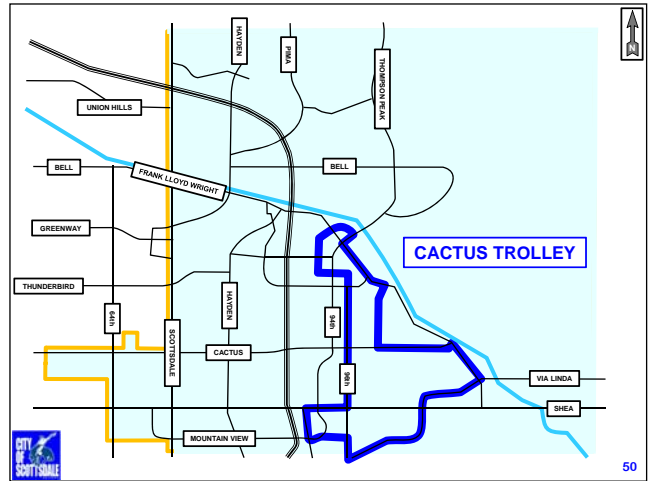 HAYDEN
PIMA
THOMPSON PEAK
N
UNION HILLS
BELL
FRANK LLOYD WRIGHT
BELL
GREENWAY
CACTUS TROLLEY
THUNDERBIRD
64th
SCOTTSDALE
HAYDEN
94th
CACTUS
96th
VIA LINDA
SHEA
MOUNTAIN VIEW
CITY
OF
SCOTTSDALE
50